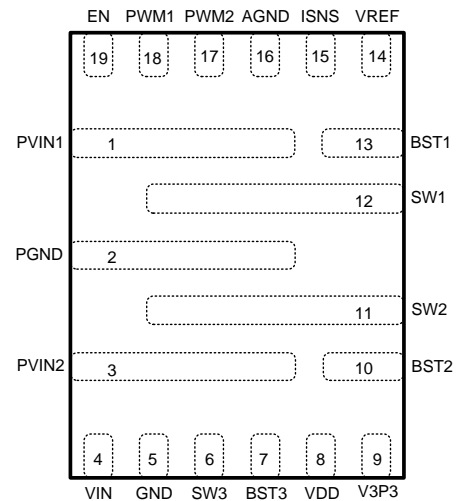 EN PWM1 PWM2 AGND ISNS VREF
19 18 17 16 15 14
PVIN1 1 13 BST1
12 SW1
PGND 2
11 SW2
PVIN2 3 10 BST2
4 5 6 7 8 9
VIN GND SW3 BST3 VDD V3P3